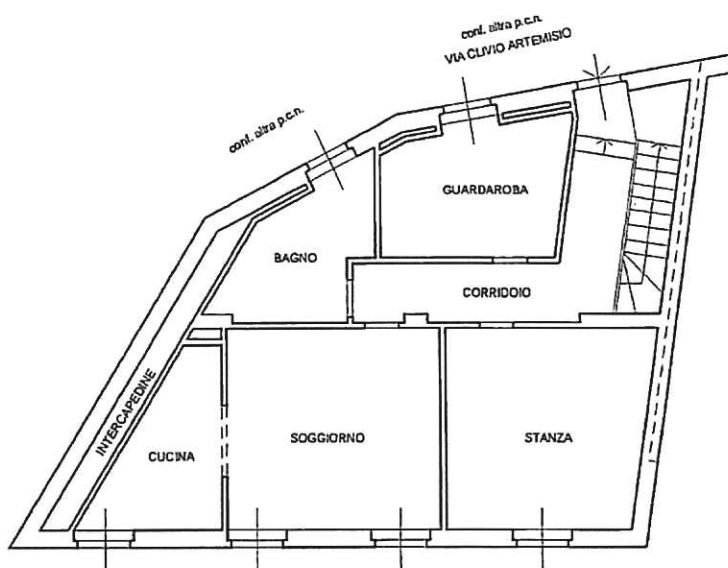 conf. altra p.c.n.
VIA CLIVIO ARTEMISIO
conf. altra p.c.n.
GUARDAROBA
BAGNO
CORRIDOIO
INTERCAPEDINE
CUCINA
SOGGIORNO
STANZA